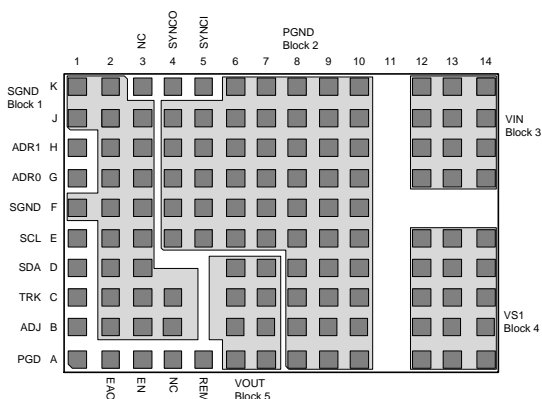 NC
SYNCO
SYNCI
PGND
Block 2
1 2 3 4 5 6 7 8 9 10 11 12 13 14
SGND
Block 1
K
J
ADR1 H
ADR0 G
SGND F
SCL E
SDA D
TRK C
ADJ B
PGD A
VIN
Block 3
VS1
Block 4
EAO
EN
NC
REM
VOUT
Block 5